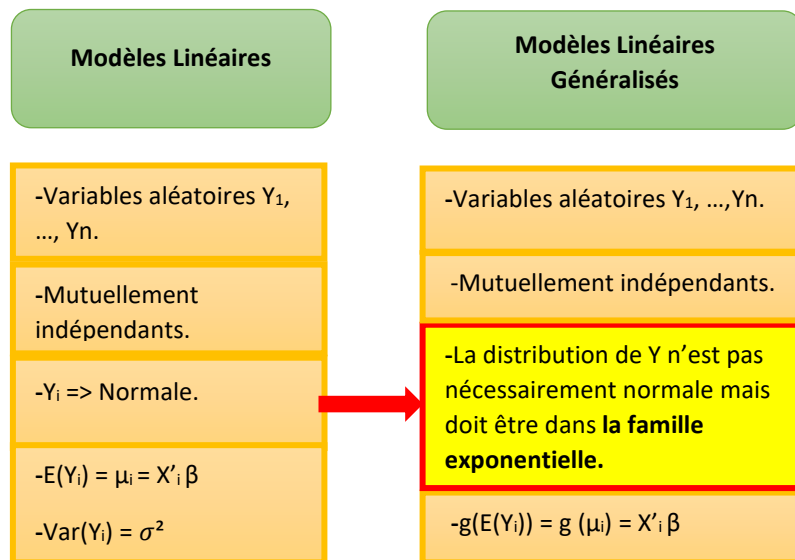 Modèles Linéaires
-Variables aléatoires Y₁,
..., Yn.
-Mutuellement
indépendants.
-Yᵢ => Normale.
-E(Yᵢ) = μᵢ = X'ᵢ β
-Var(Yᵢ) = σ²
Modèles Linéaires
Généralisés
-Variables aléatoires Y₁, ...,Yn.
-Mutuellement indépendants.
-La distribution de Y n'est pas
nécessairement normale mais
doit être dans la famille
exponentielle.
-g(E(Yᵢ)) = g (μᵢ) = X'ᵢ β